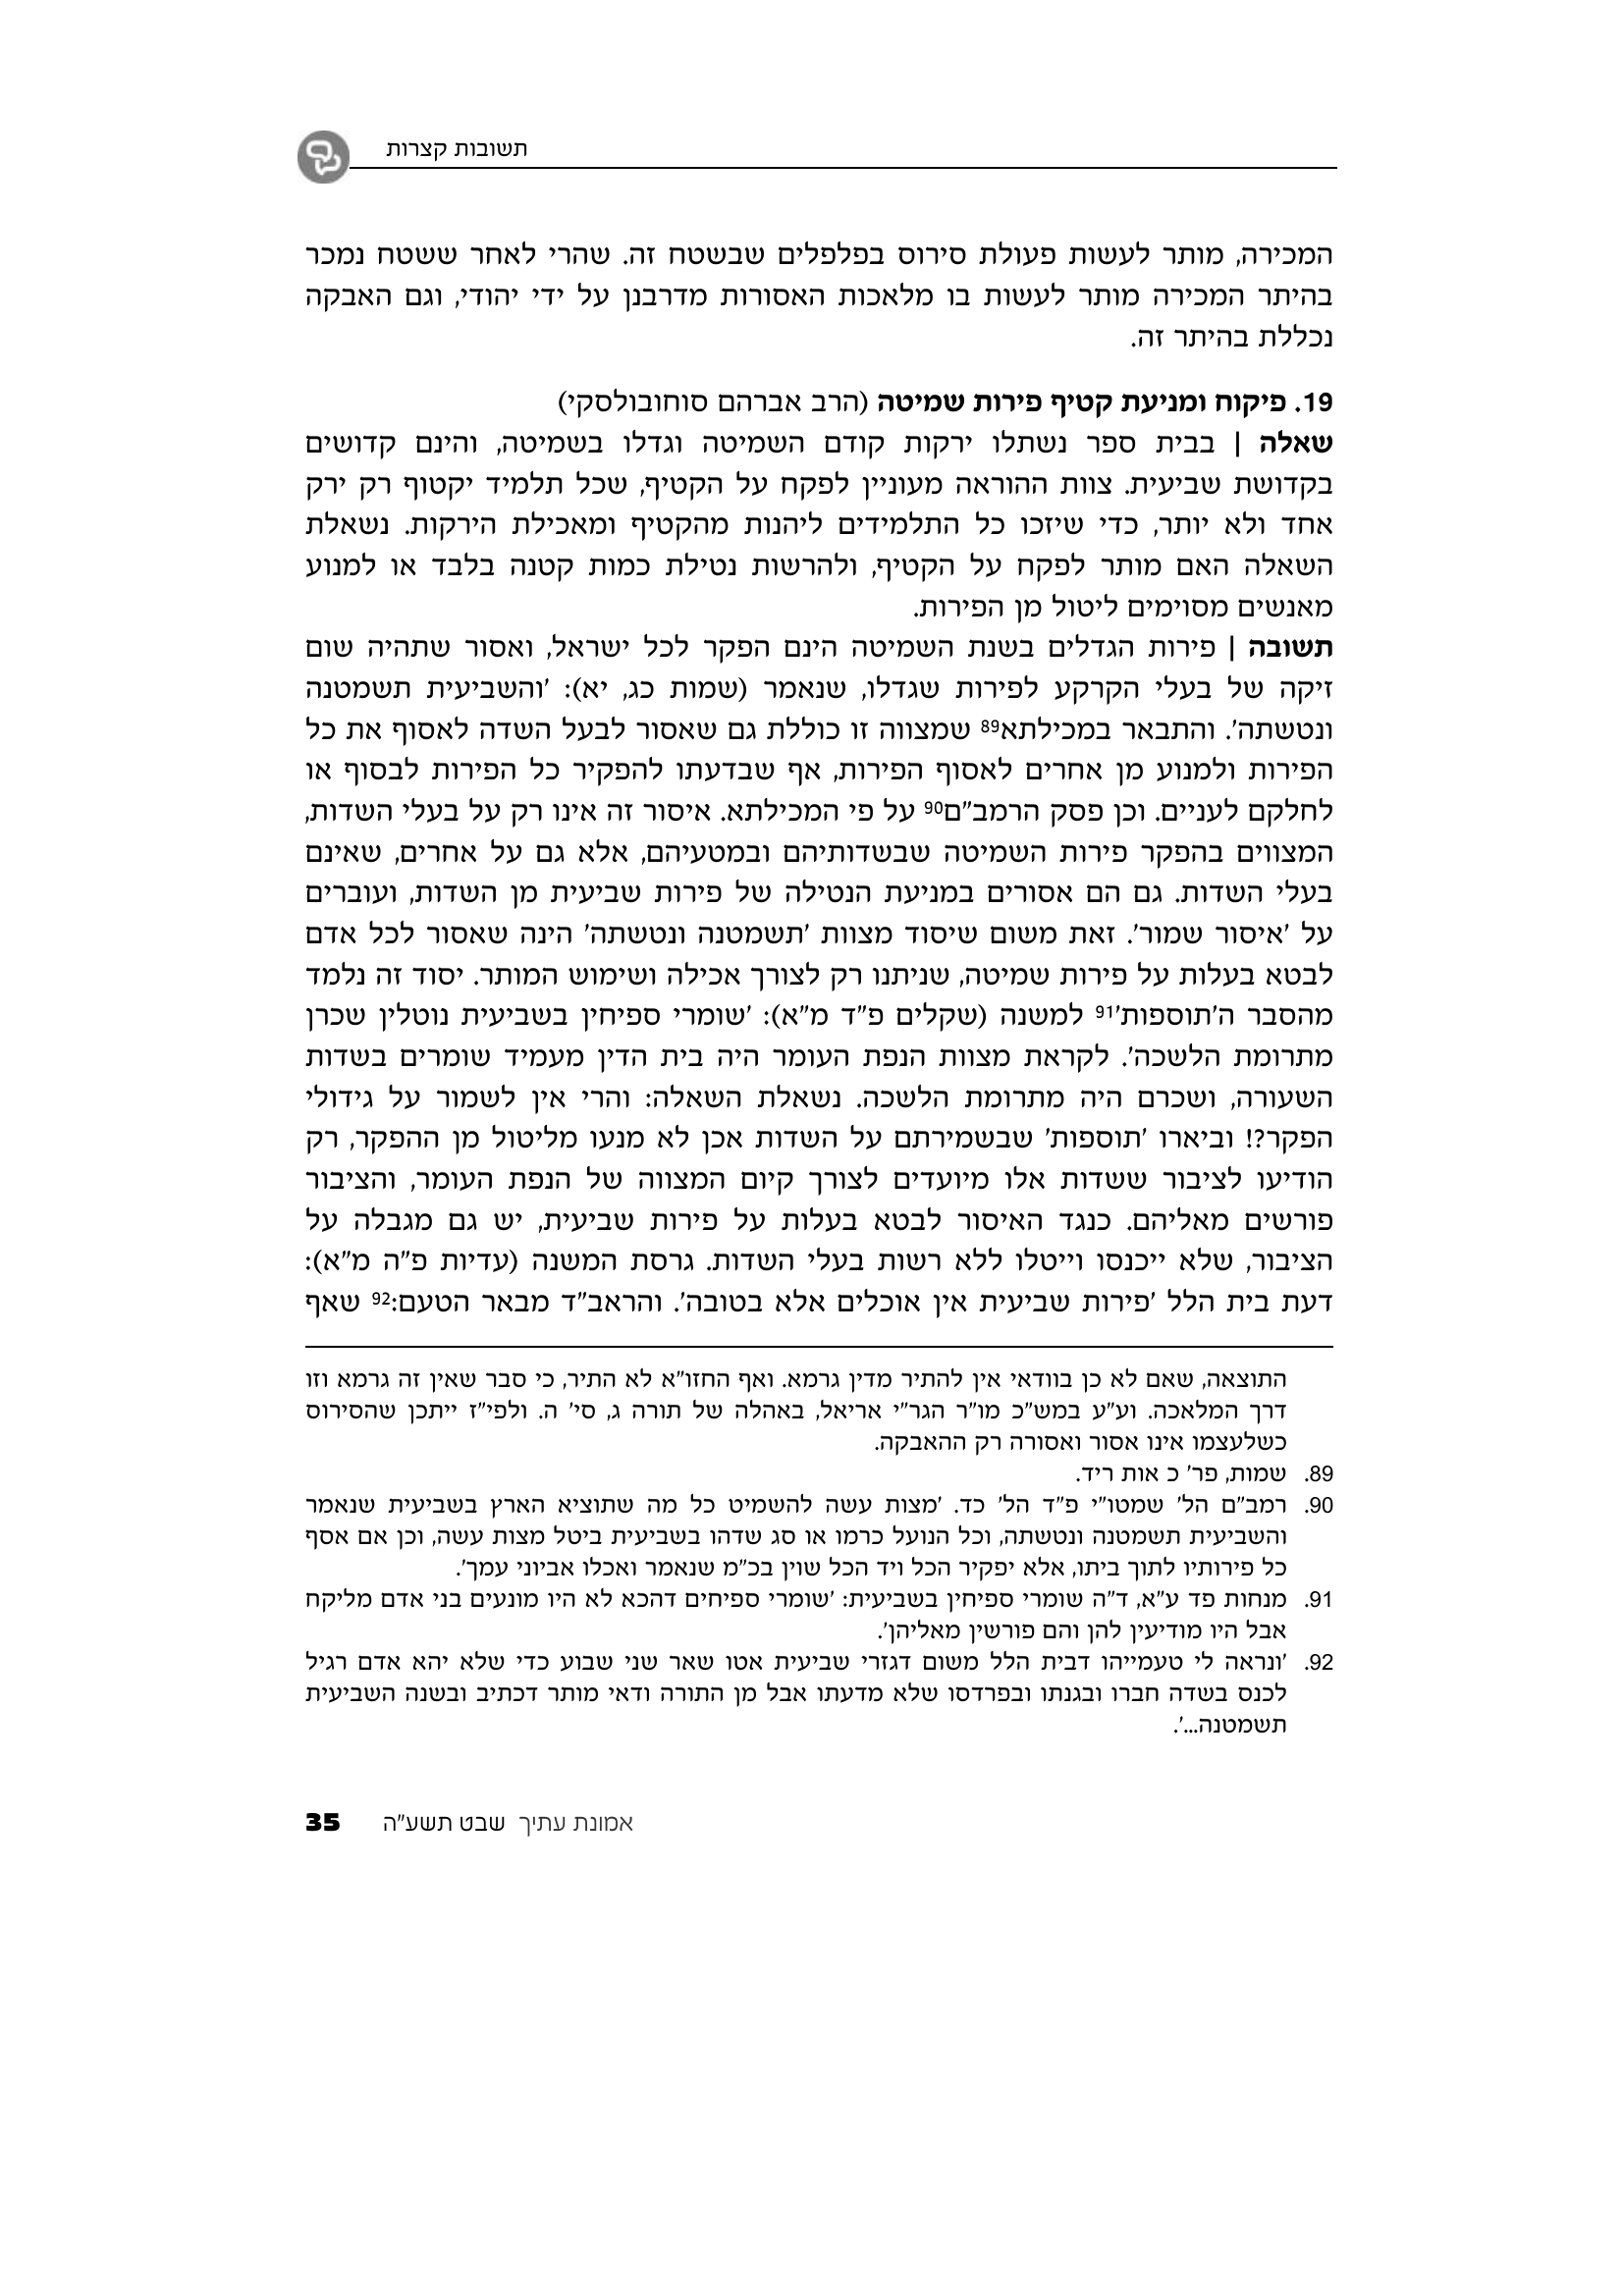 תשובות קצרות
המכירה, מותר לעשות פעולת סירוס בפלפלים שבשטח זה. שהרי לאחר ששטח נמכר
בהיתר המכירה מותר לעשות בו מלאכות האסורות מדרבנן על ידי יהודי, וגם האבקה
נכללת בהיתר זה.
19. פיקוח ומניעת קטיף פירות שמיטה (הרב אברהם סוחובולסקי)
שאלה | בבית ספר נשתלו ירקות קודם השמיטה וגדלו בשמיטה, והינם קדושים
בקדושת שביעית. צוות ההוראה מעוניין לפקח על הקטיף, שכל תלמיד יקטוף רק ירק
אחד ולא יותר, כדי שיזכו כל התלמידים ליהנות מהקטיף ומאכילת הירקות. נשאלת
השאלה האם מותר לפקח על הקטיף, ולהרשות נטילת כמות קטנה בלבד או למנוע
מאנשים מסוימים ליטול מן הפירות.
תשובה | פירות הגדלים בשנת השמיטה הינם הפקר לכל ישראל, ואסור שתהיה שום
זיקה של בעלי הקרקע לפירות שגדלו, שנאמר (שמות כג, יא): 'והשביעית תשמטנה
ונטשתה'. והתבאר במכילתא89 שמצווה זו כוללת גם שאסור לבעל השדה לאסוף את כל
הפירות ולמנוע מן אחרים לאסוף הפירות, אף שבדעתו להפקיר כל הפירות לבסוף או
לחלקם לעניים. וכן פסק הרמב"ם90 על פי המכילתא. איסור זה אינו רק על בעלי השדות,
המצווים בהפקר פירות השמיטה שבשדותיהם ובמטעיהם, אלא גם על אחרים, שאינם
בעלי השדות. גם הם אסורים במניעת הנטילה של פירות שביעית מן השדות, ועוברים
על 'איסור שמור'. זאת משום שיסוד מצוות 'תשמטנה ונטשתה' הינה שאסור לכל אדם
לבטא בעלות על פירות שמיטה, שניתנו רק לצורך אכילה ושימוש המותר. יסוד זה נלמד
מהסבר ה'תוספות'91 למשנה (שקלים פ"ד מ"א): 'שומרי ספיחין בשביעית נוטלין שכרן
מתרומת הלשכה'. לקראת מצוות הנפת העומר היה בית הדין מעמיד שומרים בשדות
השעורה, ושכרם היה מתרומת הלשכה. נשאלת השאלה: והרי אין לשמור על גידולי
הפקר?! וביארו 'תוספות' שבשמירתם על השדות אכן לא מנעו מליטול מן ההפקר, רק
הודיעו לציבור ששדות אלו מיועדים לצורך קיום המצווה של הנפת העומר, והציבור
פורשים מאליהם. כנגד האיסור לבטא בעלות על פירות שביעית, יש גם מגבלה על
הציבור, שלא ייכנסו וייטלו ללא רשות בעלי השדות. גרסת המשנה (עדיות פ"ה מ"א):
דעת בית הלל 'פירות שביעית אין אוכלים אלא בטובה'. והראב"ד מבאר הטעם:92 שאף
התוצאה, שאם לא כן בוודאי אין להתיר מדין גרמא. ואף החזו"א לא התיר, כי סבר שאין זה גרמא וזו
דרך המלאכה. וע"ע במש"כ מו"ר הגר"י אריאל, באהלה של תורה ג, סי' ה. ולפי"ז ייתכן שהסירוס
כשלעצמו אינו אסור ואסורה רק ההאבקה.
89. שמות, פר' כ אות ריד.
90. רמב"ם הל' שמטו"י פ"ד הל' כד. 'מצות עשה להשמיט כל מה שתוציא הארץ בשביעית שנאמר
והשביעית תשמטנה ונטשתה, וכל הנועל כרמו או סג שדהו בשביעית ביטל מצות עשה, וכן אם אסף
כל פירותיו לתוך ביתו, אלא יפקיר הכל ויד הכל שוין בכ"מ שנאמר ואכלו אביוני עמך'.
91. מנחות פד ע"א, ד"ה שומרי ספיחין בשביעית: 'שומרי ספיחים דהכא לא היו מונעים בני אדם מליקח
אבל היו מודיעין להן והם פורשין מאליהן'.
92. 'ונראה לי טעמייהו דבית הלל משום דגזרי שביעית אטו שאר שני שבוע כדי שלא יהא אדם רגיל
לכנס בשדה חברו ובגנתו ובפרדסו שלא מדעתו אבל מן התורה ודאי מותר דכתיב ובשנה השביעית
תשמטנה...'.
אמונת עתיך שבט תשע"ה 35